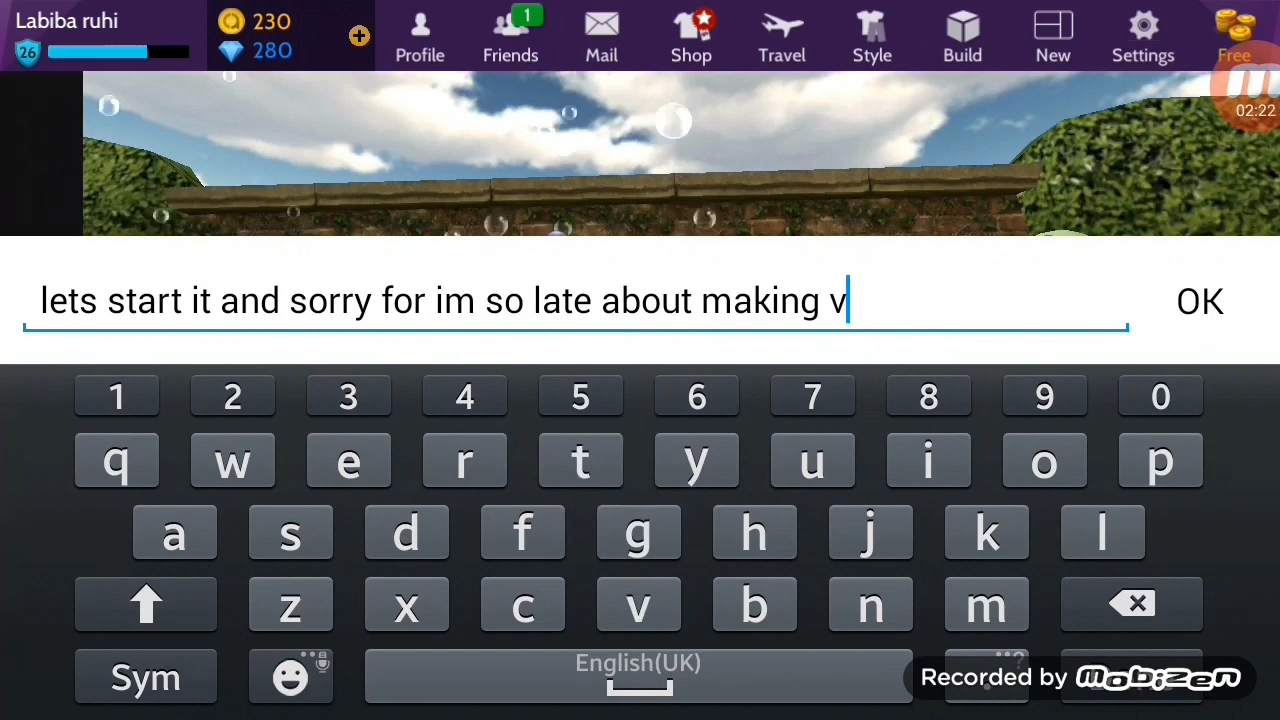 Labiba ruhi
26
230
280
Profile
1
Friends
Mail
Shop
Travel
Style
Build
New
Settings
Free
02:22
lets start it and sorry for im so late about making v
OK
1 2 3 4 5 6 7 8 9 0
q w e r t y u i o p
a s d f g h j k l
z x c v b n m
Sym
English(UK)
Recorded by Mobizen